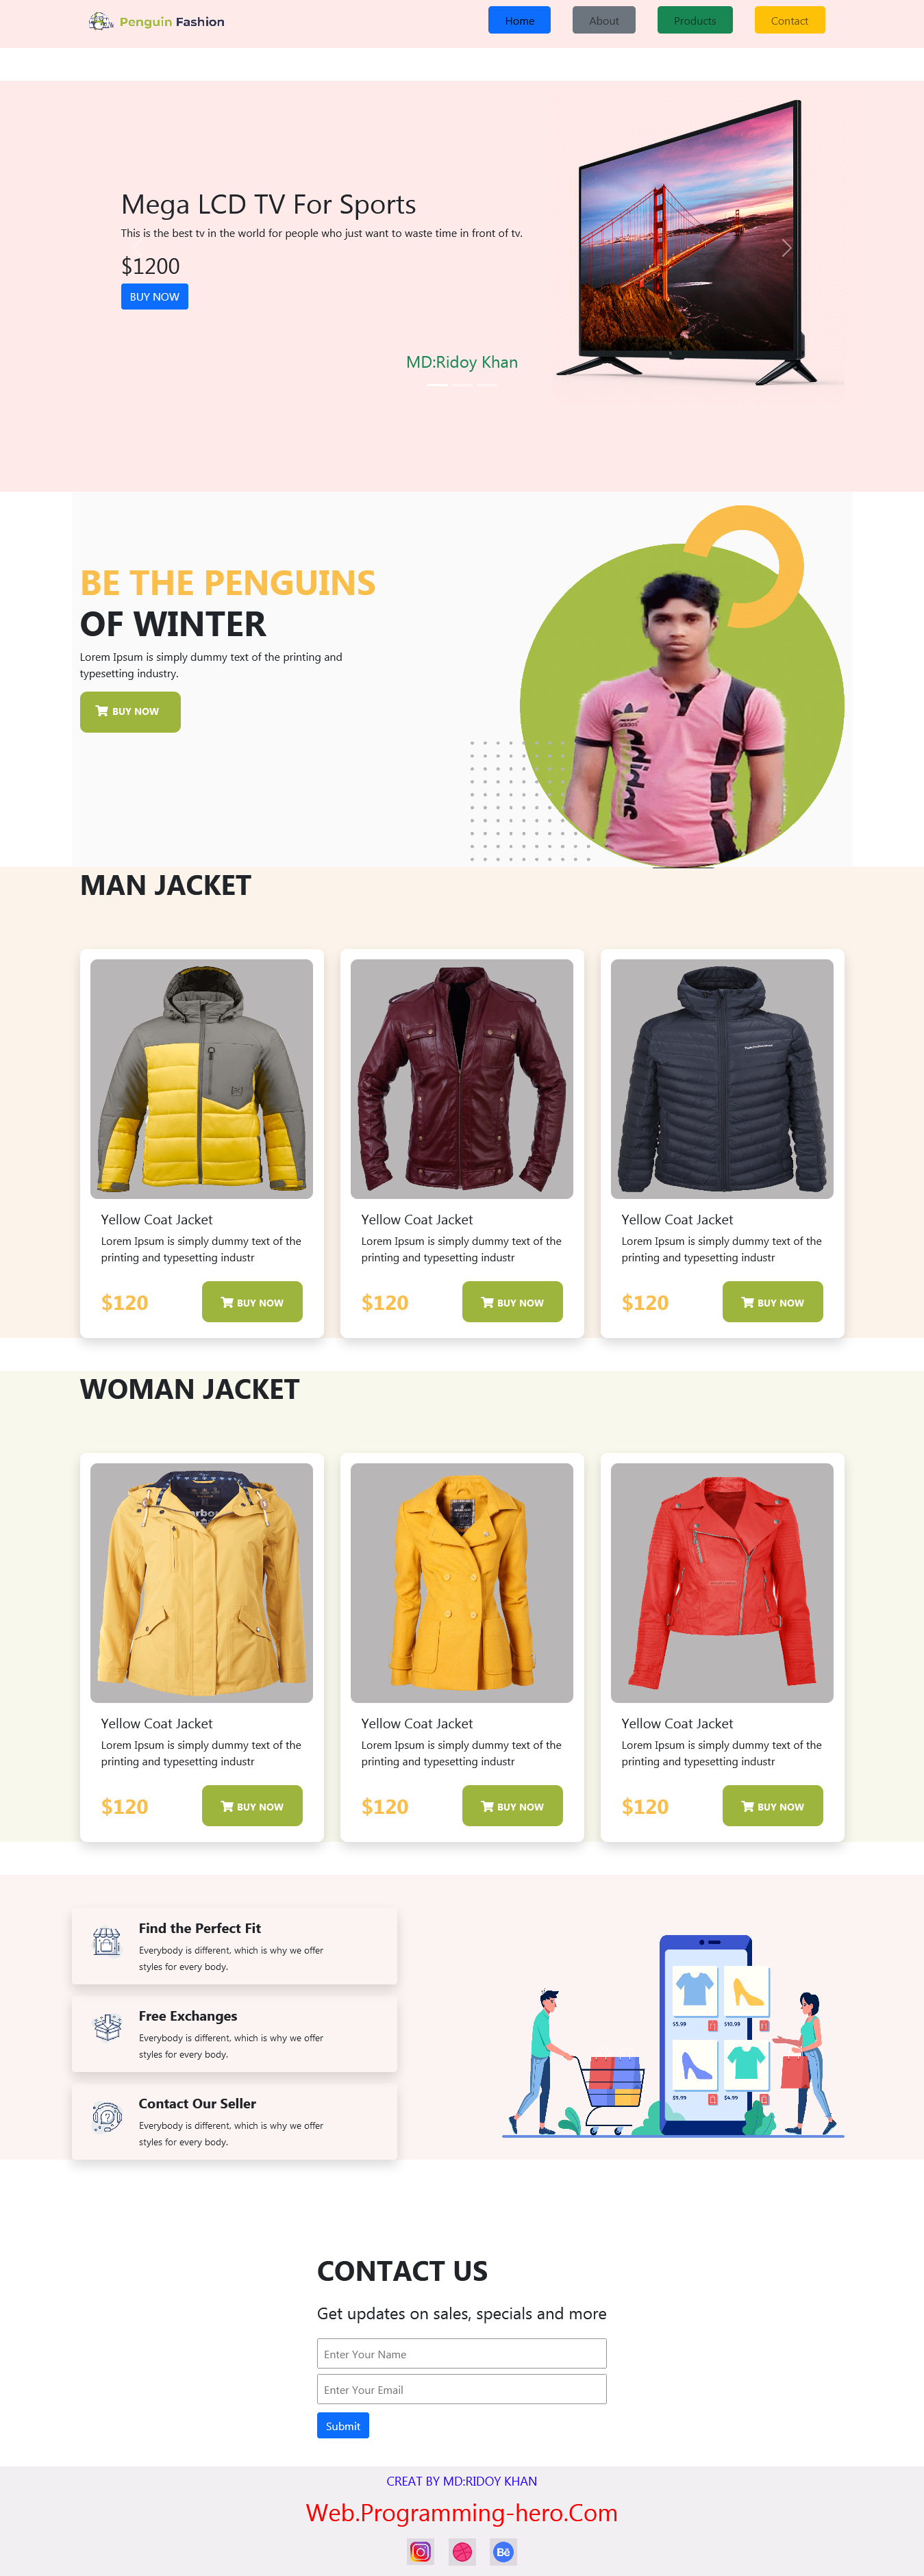 Penguin Fashion
Home
About
Products
Contact
Mega LCD TV For Sports
This is the best tv in the world for people who just want to waste time in front of tv.
$1200
BUY NOW
MD:Ridoy Khan
BE THE PENGUINS
OF WINTER
Lorem Ipsum is simply dummy text of the printing and
typesetting industry.
BUY NOW
adidas
adidas
MAN JACKET
Yellow Coat Jacket
Lorem Ipsum is simply dummy text of the
printing and typesetting industr
$120
BUY NOW
Yellow Coat Jacket
Lorem Ipsum is simply dummy text of the
printing and typesetting industr
$120
BUY NOW
Yellow Coat Jacket
Lorem Ipsum is simply dummy text of the
printing and typesetting industr
$120
BUY NOW
WOMAN JACKET
Yellow Coat Jacket
Lorem Ipsum is simply dummy text of the
printing and typesetting industr
$120
BUY NOW
Yellow Coat Jacket
Lorem Ipsum is simply dummy text of the
printing and typesetting industr
$120
BUY NOW
Yellow Coat Jacket
Lorem Ipsum is simply dummy text of the
printing and typesetting industr
$120
BUY NOW
Find the Perfect Fit
Everybody is different, which is why we offer
styles for every body.
Free Exchanges
Everybody is different, which is why we offer
styles for every body.
Contact Our Seller
Everybody is different, which is why we offer
styles for every body.
$5.99
$10.99
$9.99
$4.99
CONTACT US
Get updates on sales, specials and more
Enter Your Name
Enter Your Email
Submit
CREAT BY MD:RIDOY KHAN
Web.Programming-hero.Com
Bē